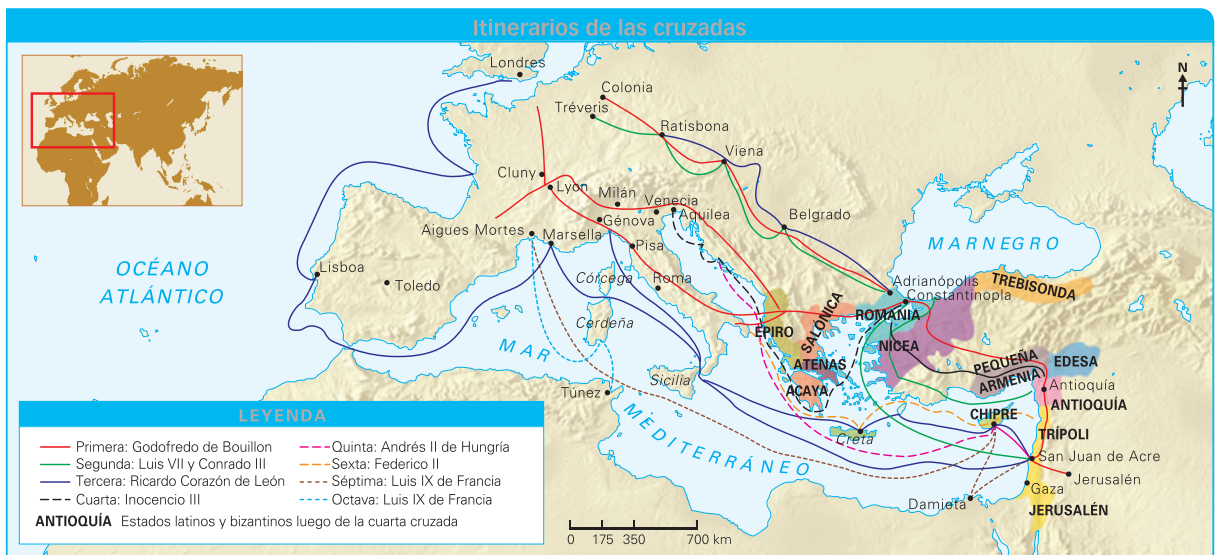 Itinerarios de las cruzadas
N
Londres
Colonia
Tréveris
Ratisbona
Viena
Cluny
Lyon
Milán
Venecia
Aquilea
Génova
Belgrado
Aigues Mortes
Marsella
Pisa
MAR NEGRO
OCÉANO
ATLÁNTICO
Lisboa
Toledo
Córcega
Roma
Adrianópolis
Constantinopla
TREBISONDA
Cerdeña
EPIRO
SALÓNICA
ROMANIA
NICEA
MAR
MEDITERRÁNEO
ATENAS
PEQUEÑA
ARMENIA
EDESA
Sicilia
ACAYA
Antioquía
ANTIOQUÍA
Túnez
CHIPRE
Creta
TRÍPOLI
San Juan de Acre
Jerusalén
Gaza
Damieta
JERUSALÉN
LEYENDA
Primera: Godofredo de Bouillon
Segunda: Luis VII y Conrado III
Tercera: Ricardo Corazón de León
Cuarta: Inocencio III
Quinta: Andrés II de Hungría
Sexta: Federico II
Séptima: Luis IX de Francia
Octava: Luis IX de Francia
ANTIOQUÍA Estados latinos y bizantinos luego de la cuarta cruzada
0 175 350 700 km